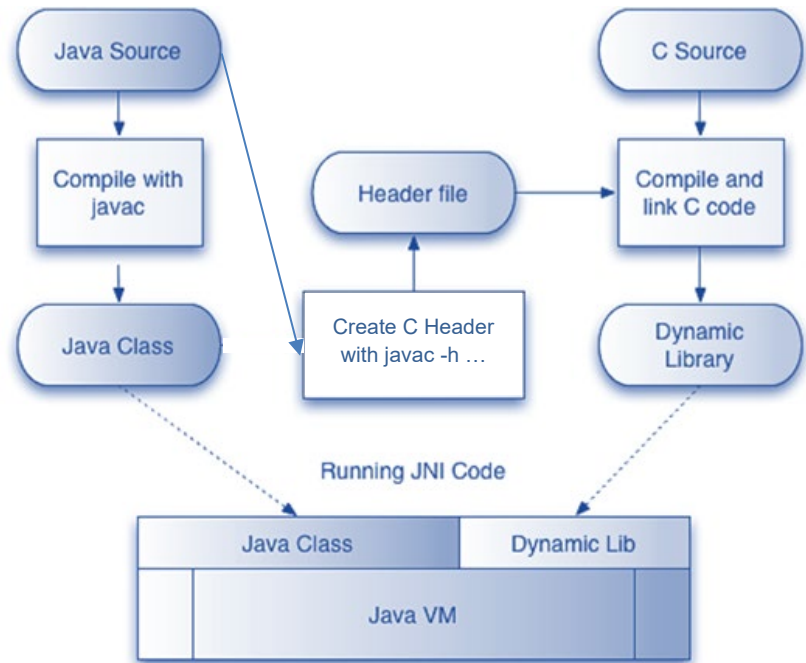 Java Source
C Source
Compile with
javac
Header file
Compile and
link C code
Java Class
Create C Header
with javac -h …
Dynamic
Library
Running JNI Code
Java Class
Dynamic Lib
Java VM